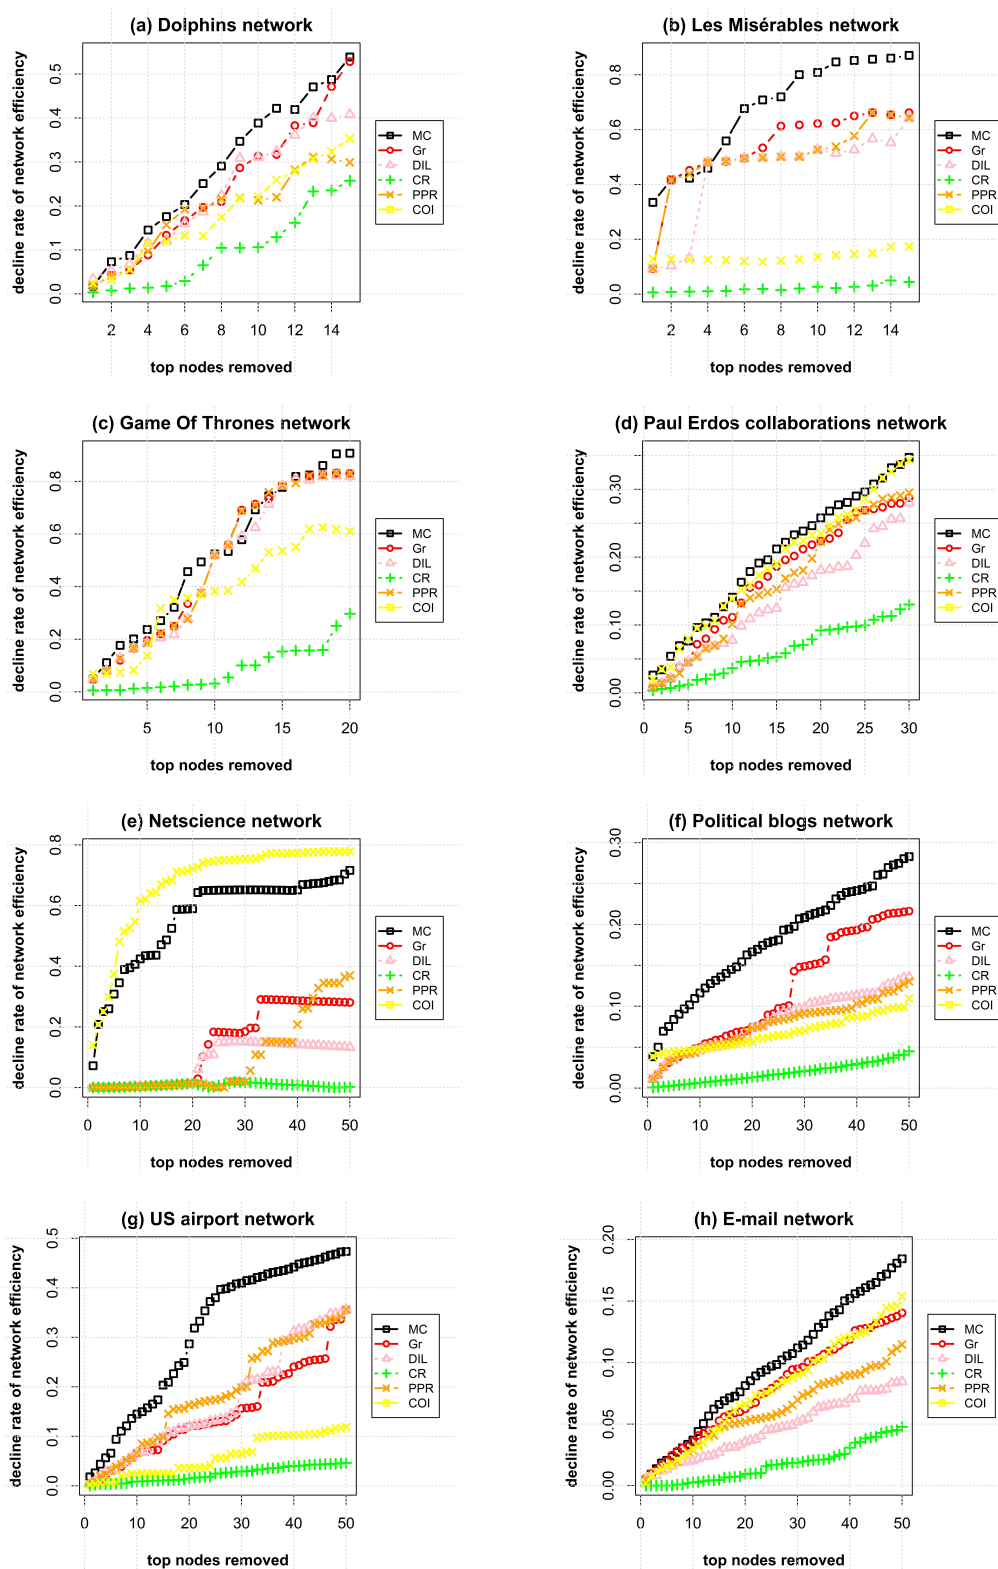 (a) Dolphins network
decline rate of network efficiency
0.0 0.1 0.2 0.3 0.4 0.5
2 4 6 8 10 12 14
top nodes removed
MC
Gr
DIL
CR
PPR
COI
(b) Les Misérables network
decline rate of network efficiency
0.0 0.2 0.4 0.6 0.8
2 4 6 8 10 12 14
top nodes removed
MC
Gr
DIL
CR
PPR
COI
(c) Game Of Thrones network
decline rate of network efficiency
0.0 0.2 0.4 0.6 0.8
5 10 15 20
top nodes removed
MC
Gr
DIL
CR
PPR
COI
(d) Paul Erdos collaborations network
decline rate of network efficiency
0.00 0.10 0.20 0.30
0 5 10 15 20 25 30
top nodes removed
MC
Gr
DIL
CR
PPR
COI
(e) Netscience network
decline rate of network efficiency
0.0 0.2 0.4 0.6 0.8
0 10 20 30 40 50
top nodes removed
MC
Gr
DIL
CR
PPR
COI
(f) Political blogs network
decline rate of network efficiency
0.00 0.10 0.20 0.30
0 10 20 30 40 50
top nodes removed
MC
Gr
DIL
CR
PPR
COI
(g) US airport network
decline rate of network efficiency
0.0 0.1 0.2 0.3 0.4 0.5
0 10 20 30 40 50
top nodes removed
MC
Gr
DIL
CR
PPR
COI
(h) E-mail network
decline rate of network efficiency
0.00 0.05 0.10 0.15 0.20
0 10 20 30 40 50
top nodes removed
MC
Gr
DIL
CR
PPR
COI